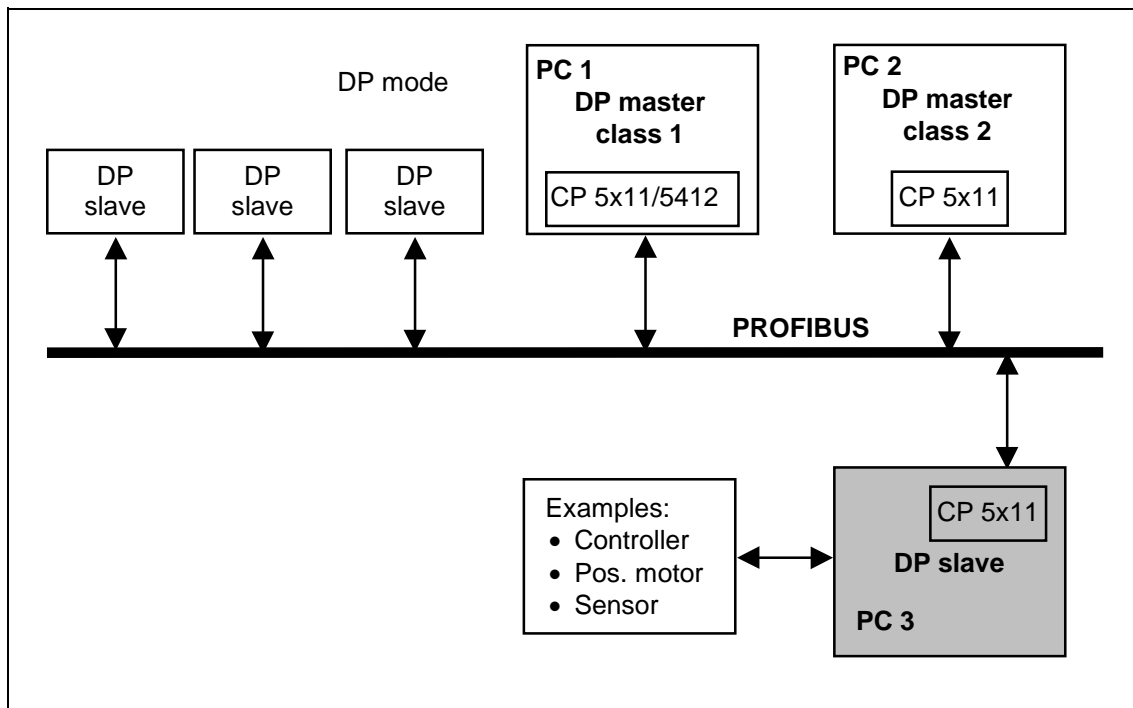 DP mode
PC 1
DP master
class 1
CP 5x11/5412
PC 2
DP master
class 2
CP 5x11
DP
slave
DP
slave
DP
slave
PROFIBUS
Examples:
• Controller
• Pos. motor
• Sensor
CP 5x11
DP slave
PC 3